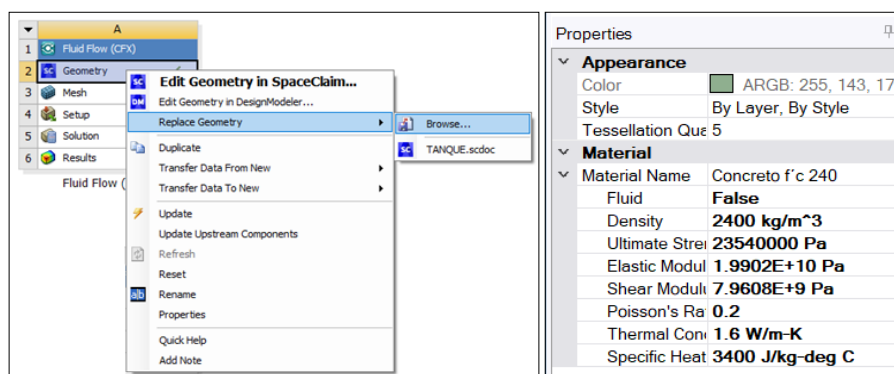 A
1 Fluid Flow (CFX)
2 Geometry
3 Mesh
4 Setup
5 Solution
6 Results
Fluid Flow (
Edit Geometry in SpaceClaim...
Edit Geometry in DesignModeler...
Replace Geometry
Browse...
TANQUE.scdoc
Duplicate
Transfer Data From New
Transfer Data To New
Update
Update Upstream Components
Refresh
Reset
Rename
Properties
Quick Help
Add Note
Properties
Appearance
Color ARGB: 255, 143, 17
Style By Layer, By Style
Tessellation Qua 5
Material
Material Name Concreto f´c 240
Fluid False
Density 2400 kg/m^3
Ultimate Stre 23540000 Pa
Elastic Modul 1.9902E+10 Pa
Shear Modul 7.9608E+9 Pa
Poisson's Ra 0.2
Thermal Con 1.6 W/m-K
Specific Heat 3400 J/kg-deg C